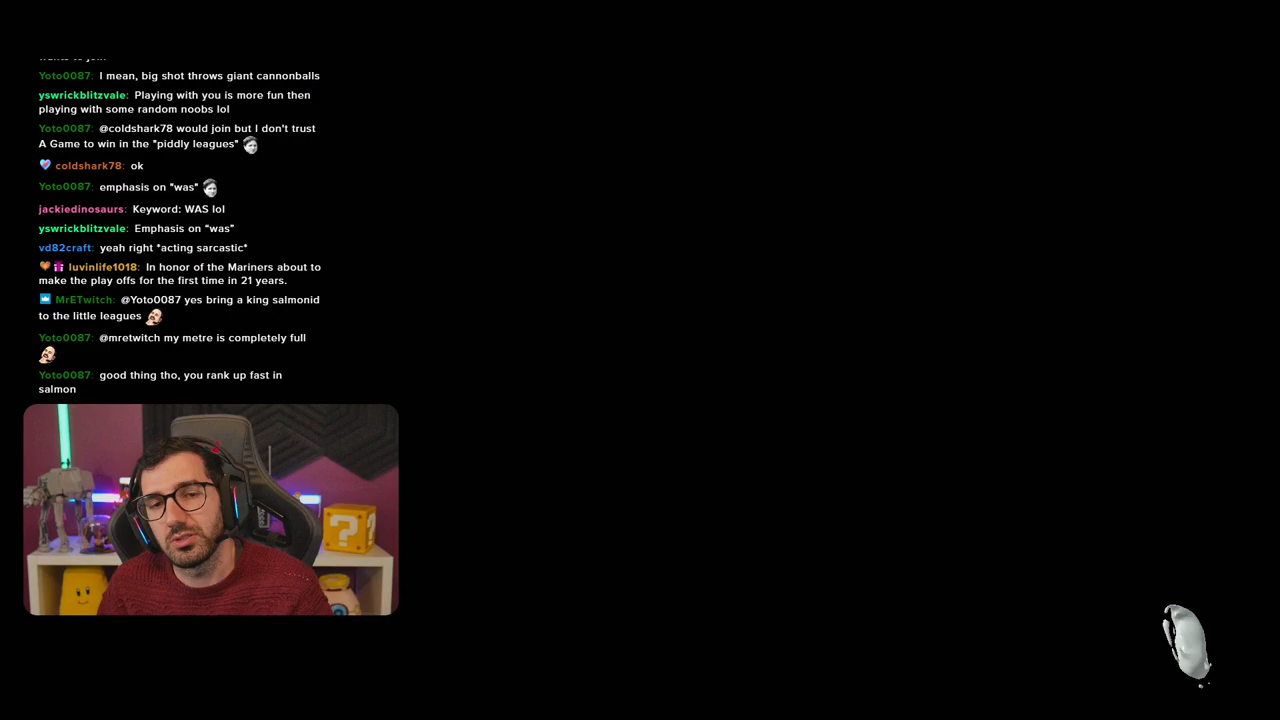 wants to join
Yoto0087: I mean, big shot throws giant cannonballs
yswrickblitzvale: Playing with you is more fun then
playing with some random noobs lol
Yoto0087: @coldshark78 would join but I don't trust
A Game to win in the "piddly leagues"
coldshark78: ok
Yoto0087: emphasis on "was"
jackiedinosaurs: Keyword: WAS lol
yswrickblitzvale: Emphasis on “was”
vd82craft: yeah right *acting sarcastic*
luvinlife1018: In honor of the Mariners about to
make the play offs for the first time in 21 years.
MrETwitch: @Yoto0087 yes bring a king salmonid
to the little leagues
Yoto0087: @mretwitch my metre is completely full
Yoto0087: good thing tho, you rank up fast in
salmon
?
?